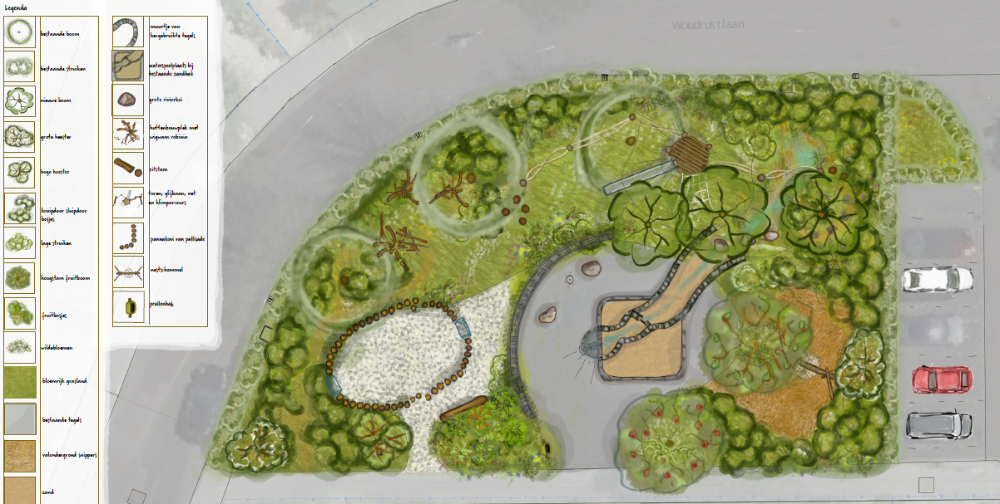 Legenda
bestaande boom
bestaande struiken
nieuwe boom
grote heester
hoge heester
kruipdoor sluipdoor
bosjes
lage struiken
hoogstam fruitboom
fruitbosjes
wildebloemen
bloemrijk grasland
bestaande tegels
valondergrond snippers
zand
muurtje van
hergebruikte tegels
waterspeelplaats bij
bestaande zandbak
grote rivierkei
huttenbouwplek met
wigwam robinia
zitstam
toren, glijbaan, net
en klimparcours
pannakooi van pallisade
nestschommel
prullenbak
Woudrustlaan